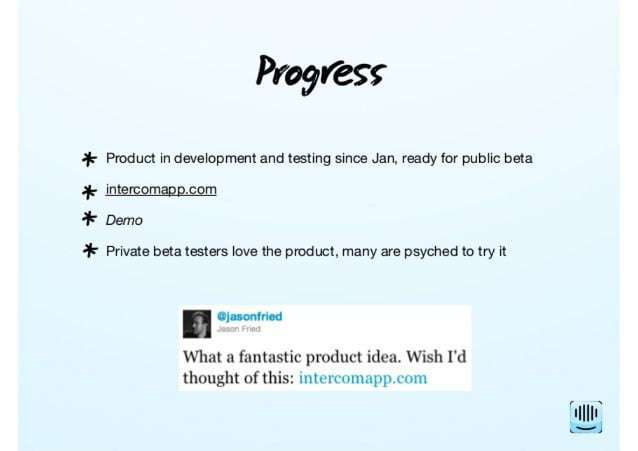 Progress
* Product in development and testing since Jan, ready for public beta
* intercomapp.com
* Demo
* Private beta testers love the product, many are psyched to try it
@jasonfried
Jason Fried
What a fantastic product idea. Wish I'd
thought of this: intercomapp.com